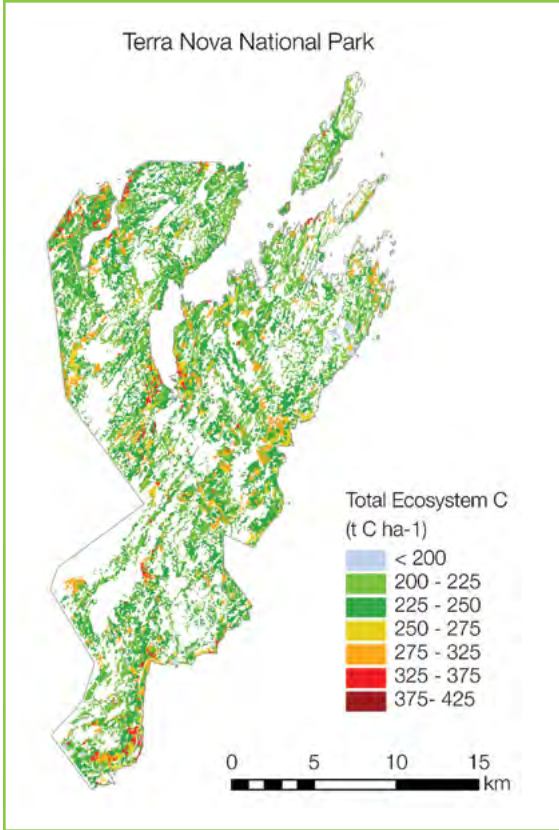 Terra Nova National Park
Total Ecosystem C
(t C ha-1)
< 200
200 - 225
225 - 250
250 - 275
275 - 325
325 - 375
375- 425
0 5 10 15
km